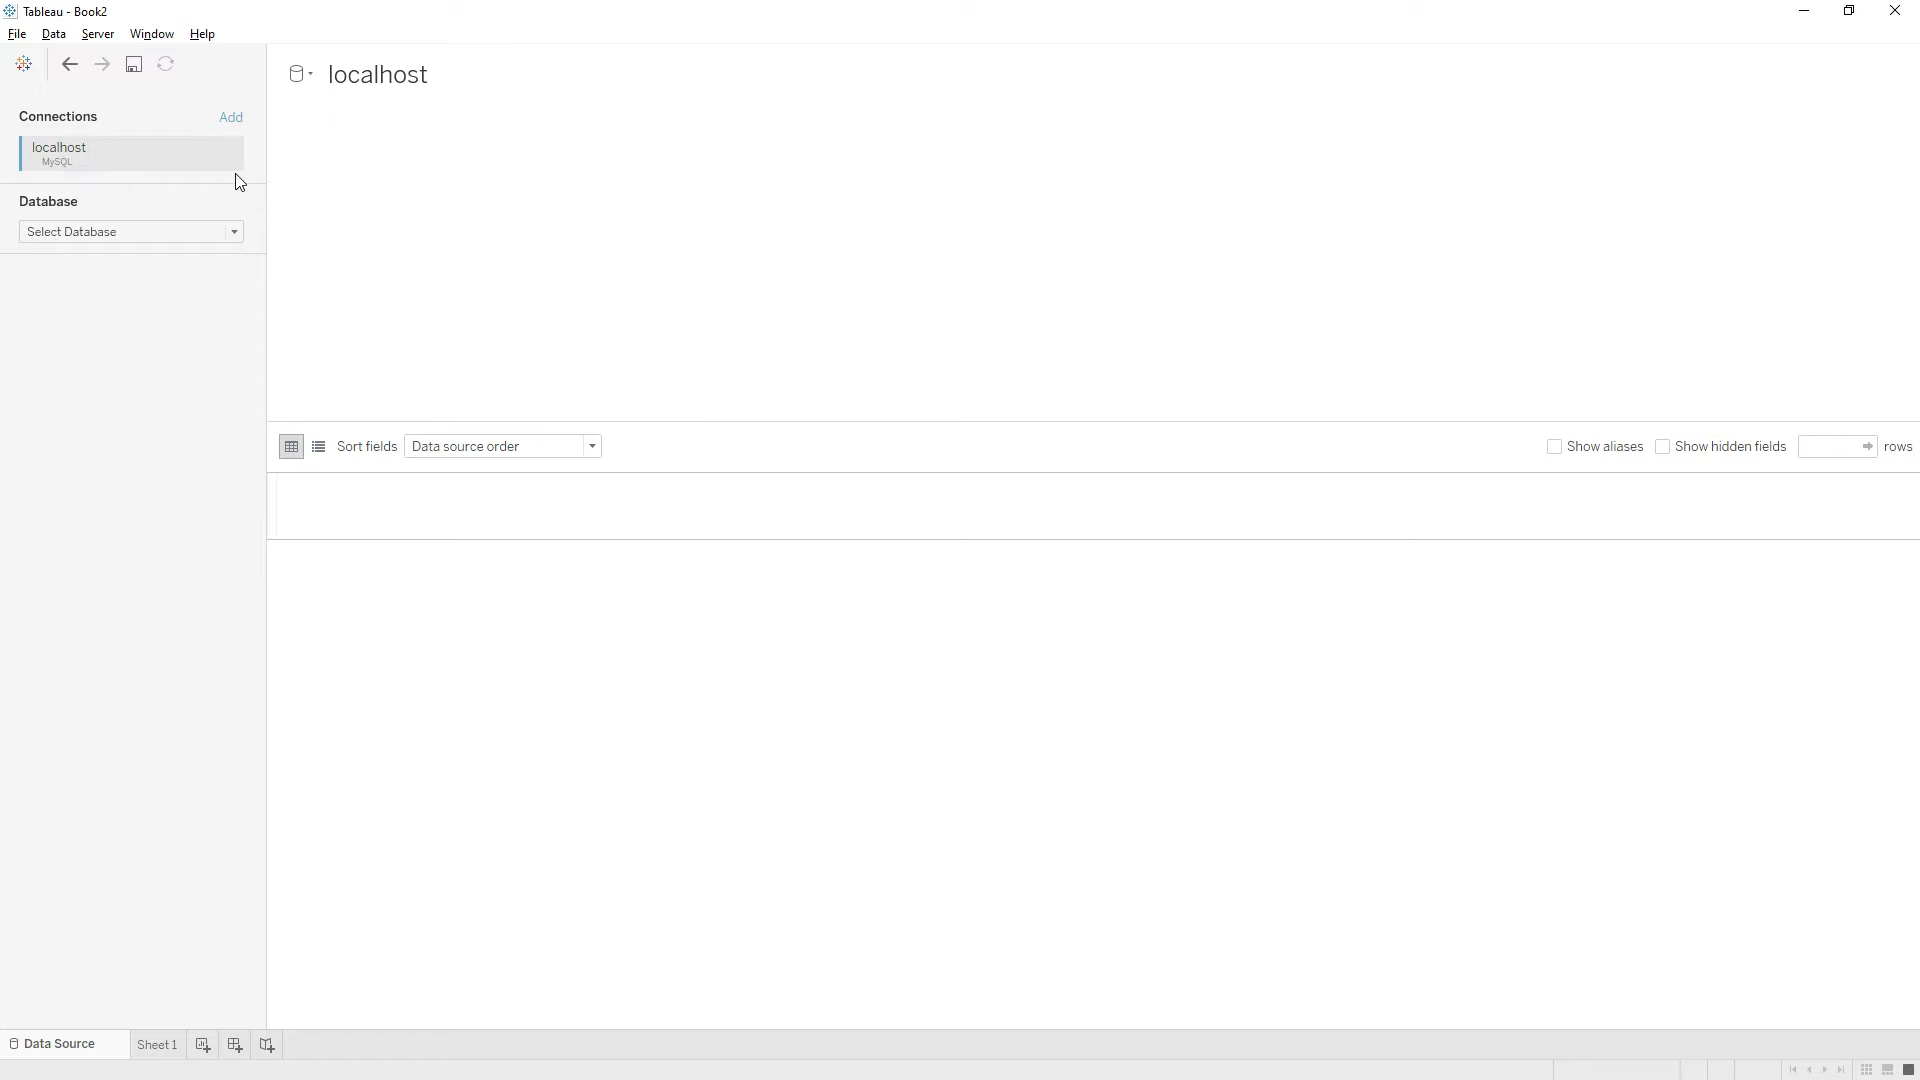 Tableau - Book2
File Data Server Window Help
localhost
Connections Add
localhost
MySQL
Database
Select Database
Sort fields Data source order Show aliases Show hidden fields rows
Data Source Sheet 1